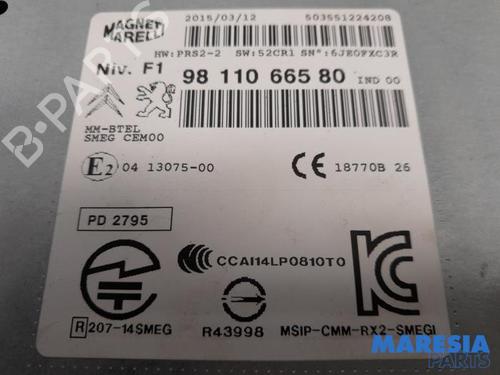 MAGNETI MARELLI
2015/03/12 503551224208
HW:PRS2-2 SW:52CR1 SN°:6JE0FXC3R
Niv. F1 98 110 665 80 IND 00
MM-BTEL
SMEG CEM00
E2 04 13075-00 CE 18770B 26
PD 2795
CCAI14LP0810T0
R 207-14SMEG R43998 MSIP-CMM-RX2-SMEGI
MARESIA
PARTS